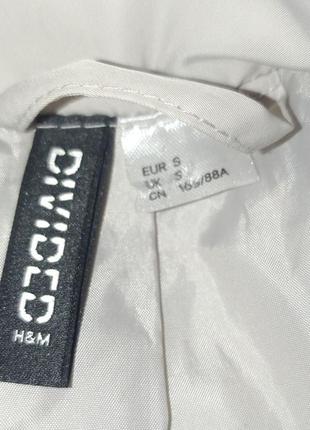 DIVIDED
H&M
EUR S
UK S
CN 165/88A